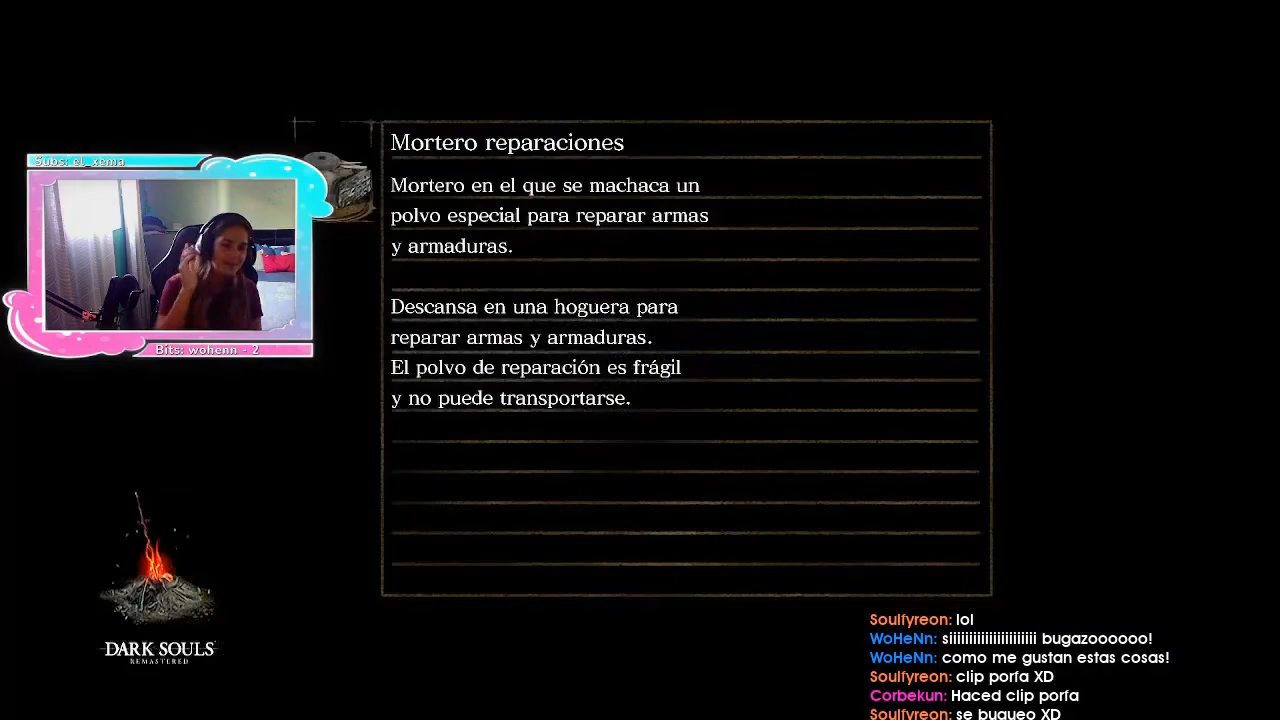 Mortero reparaciones
Mortero en el que se machaca un
polvo especial para reparar armas
y armaduras.
Descansa en una hoguera para
reparar armas y armaduras.
El polvo de reparación es frágil
y no puede transportarse.
Subs: el_xema
Bits: wohenn - 2
DARK SOULS
REMASTERED
Soulfyreon: lol
WoHeNn: siiiiiiiiiiiiiiiiiiiiiii bugazoooooo!
WoHeNn: como me gustan estas cosas!
Soulfyreon: clip porfa XD
Corbekun: Haced clip porfa
Soulfyreon: se bugueo XD